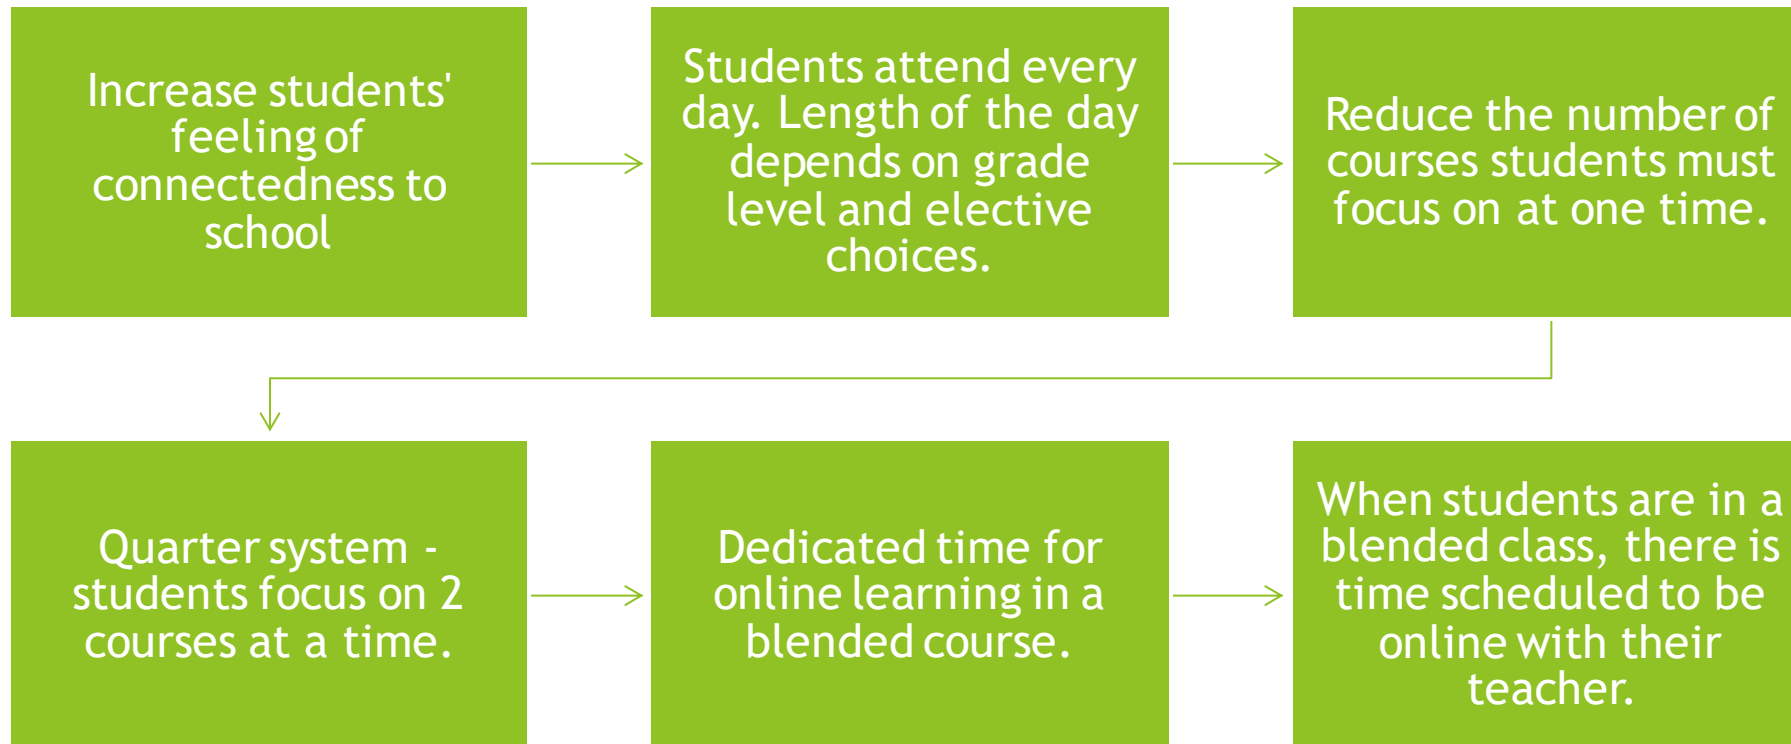 Increase students'
feeling of
connectedness to
school
Students attend every
day. Length of the day
depends on grade
level and elective
choices.
Reduce the number of
courses students must
focus on at one time.
Quarter system -
students focus on 2
courses at a time.
Dedicated time for
online learning in a
blended course.
When students are in a
blended class, there is
time scheduled to be
online with their
teacher.